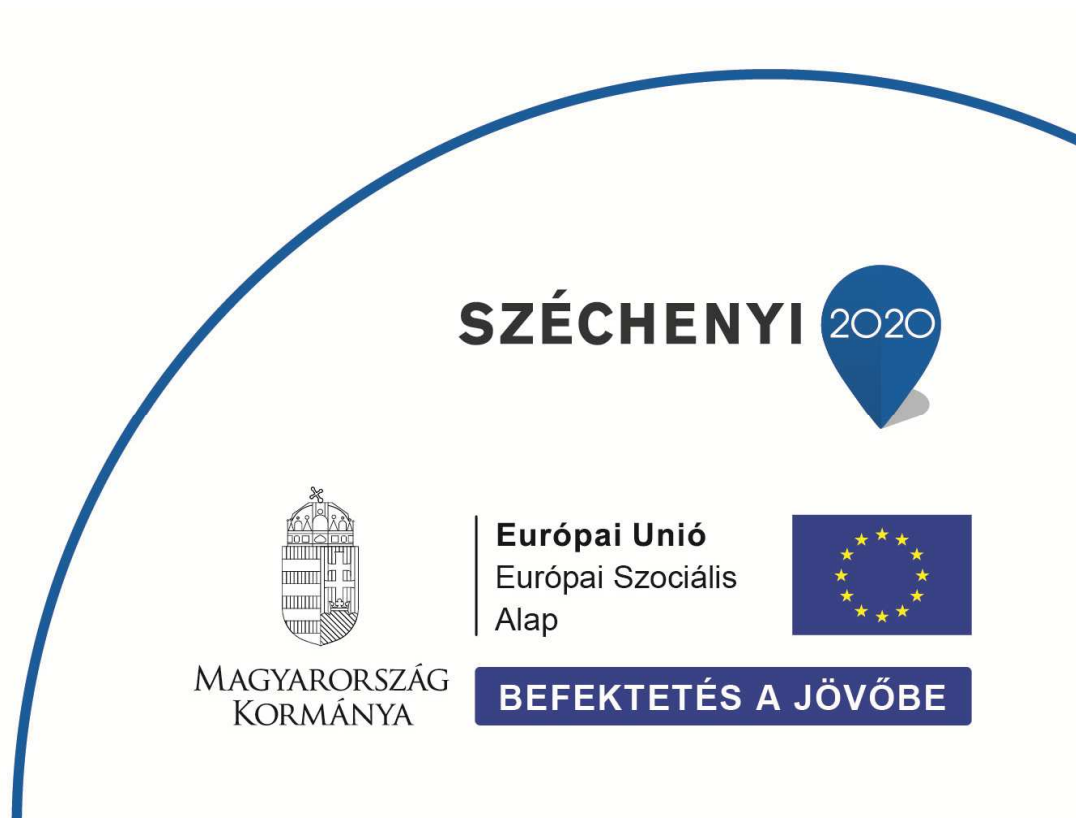 SZÉCHENYI 2020
Európai Unió
Európai Szociális
Alap
MAGYARORSZÁG
KORMÁNYA
BEFEKTETÉS A JÖVŐBE